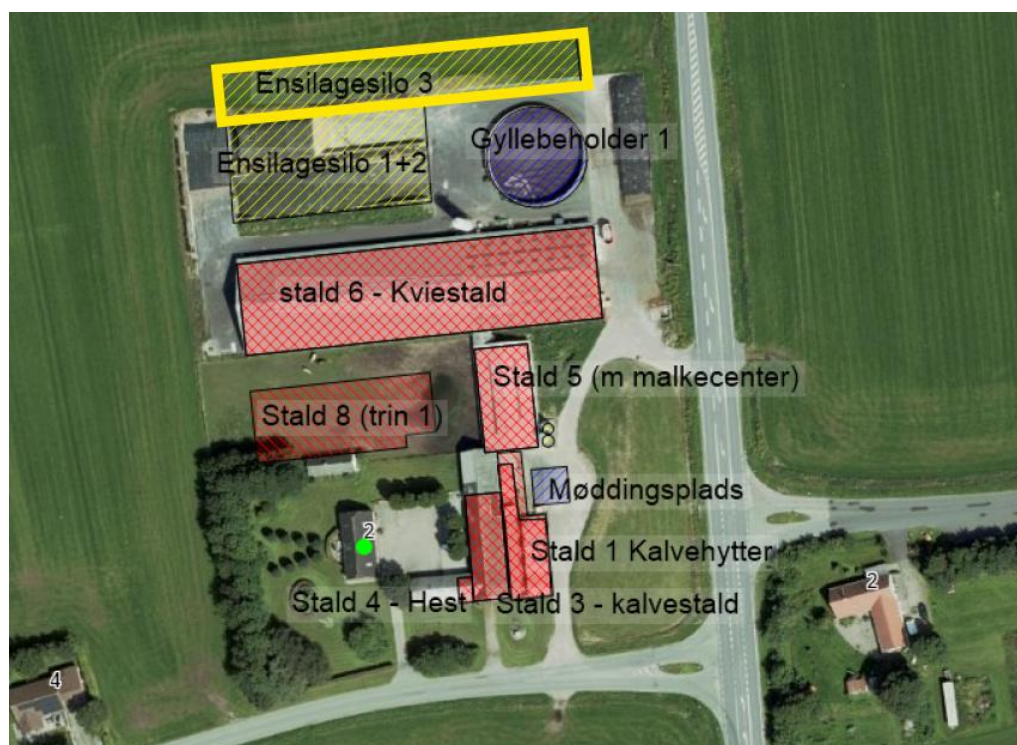 Ensilagesilo 3
Gyllebeholder 1
Ensilagesilo 1+2
stald 6 - Kviestald
Stald 5 (m malkecenter)
Stald 8 (trin 1)
Møddingsplads
2
Stald 1 Kalvehytter
2
Stald 4 - Hest
Stald 3 - kalvestald
4